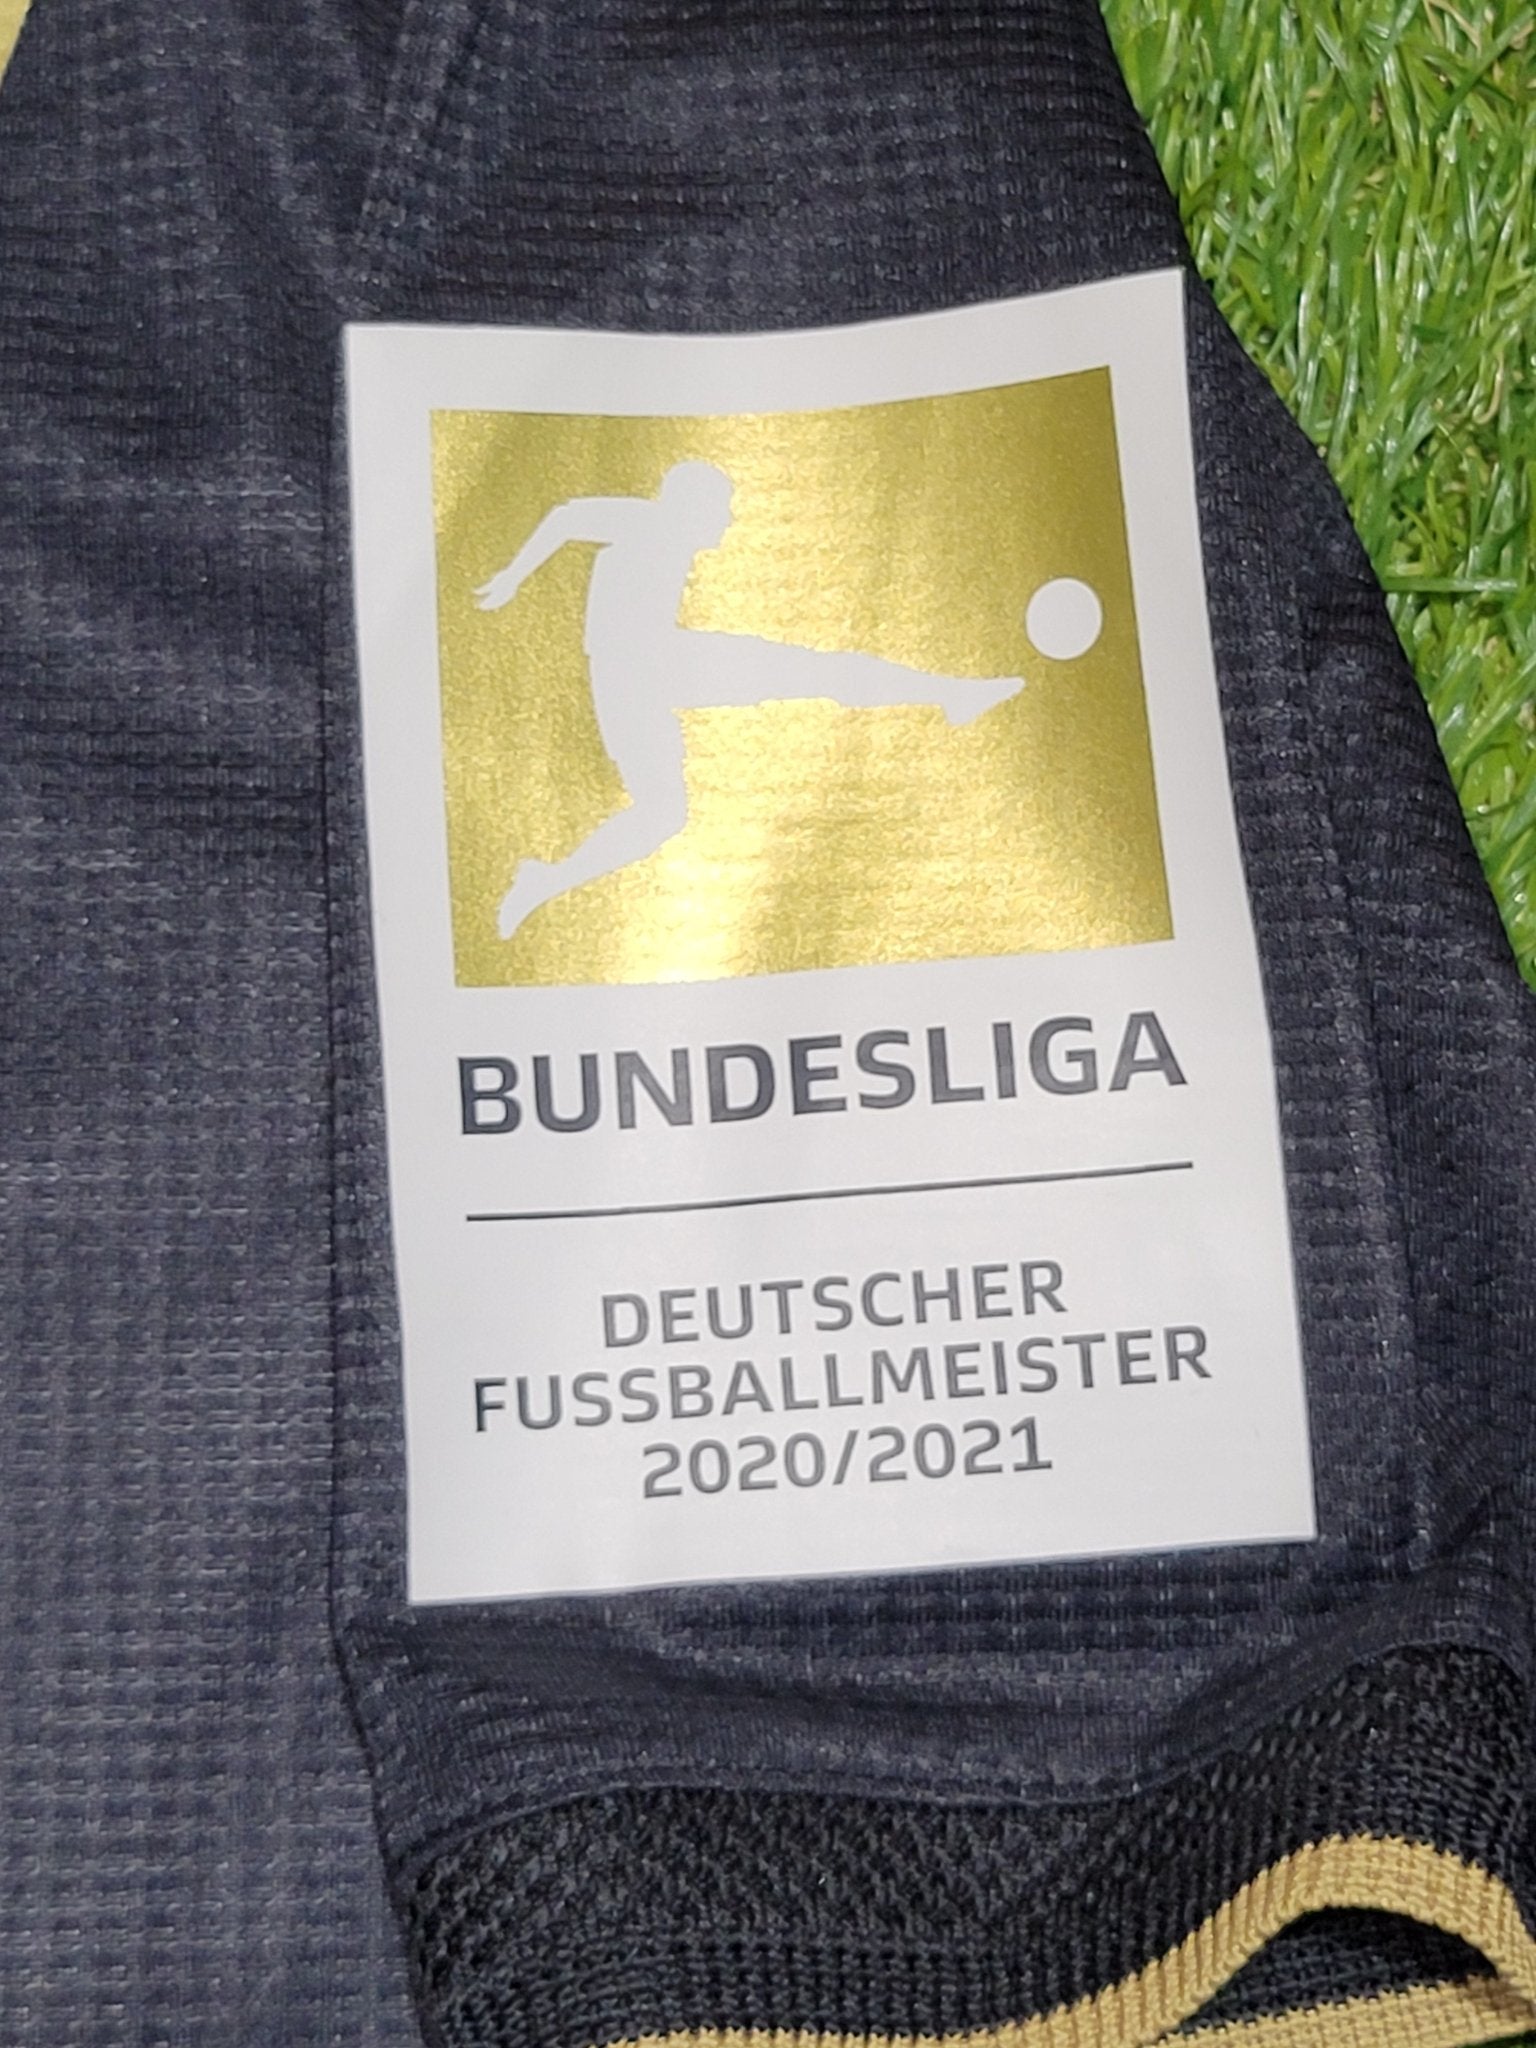 BUNDESLIGA
DEUTSCHER
FUSSBALLMEISTER
2020/2021